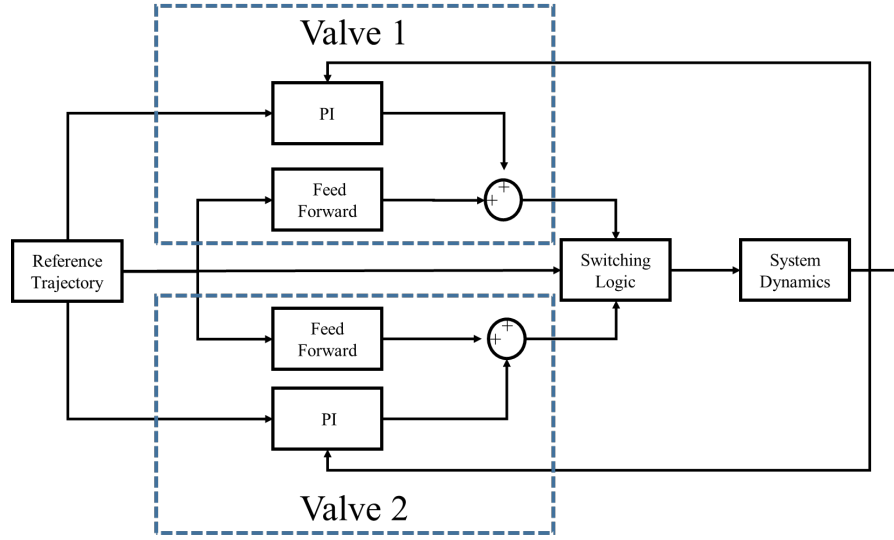 Valve 1
PI
Feed
Forward
+
+
Reference
Trajectory
Switching
Logic
System
Dynamics
Feed
Forward
+
+
PI
Valve 2